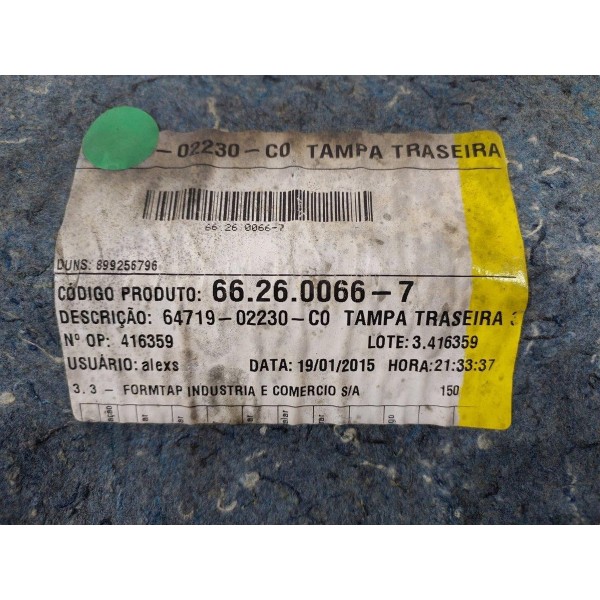 -02230-C0 TAMPA TRASEIRA
66.26.0066-7
DUNS: 899256796
CÓDIGO PRODUTO: 66.26.0066-7
DESCRIÇÃO: 64719-02230-C0 TAMPA TRASEIRA
Nº OP: 416359 LOTE: 3.416359
USUÁRIO: alexs DATA: 19/01/2015 HORA: 21:33:37
3.3 - FORMTAP INDUSTRIA E COMERCIO S/A 150